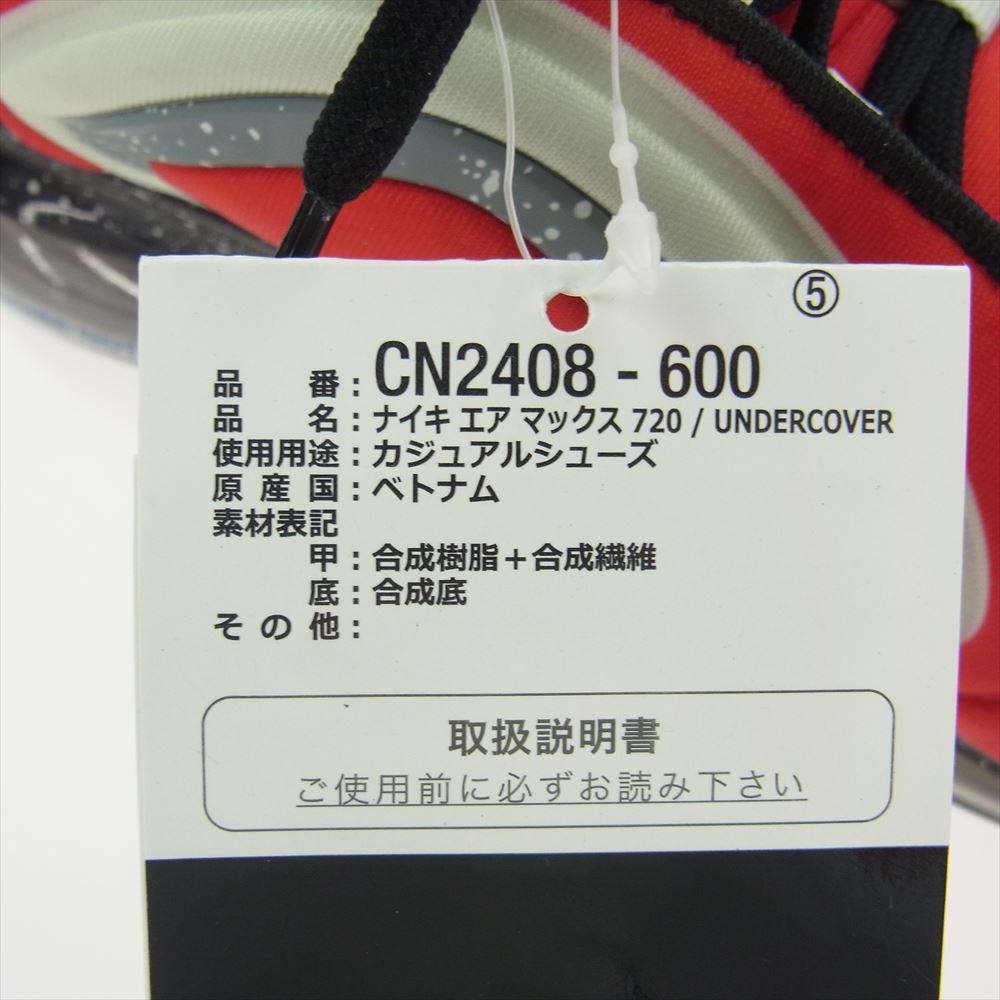 ⑤
品番:CN2408 - 600
品名:ナイキ エア マックス 720 / UNDERCOVER
使用用途:カジュアルシューズ
原産国:ベトナム
素材表記
甲:合成樹脂+合成繊維
底:合成底
その他:
取扱説明書
ご使用前に必ずお読み下さい